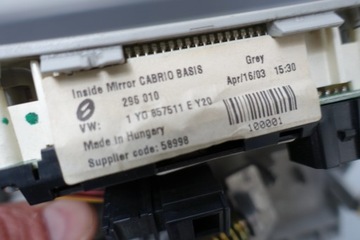 Inside Mirror CABRIO BASIS Grey
296 010 Apr/16/03 15:30
VW: 1 Y0 857511 E Y20
Made in Hungary
Supplier code: 58998 100001